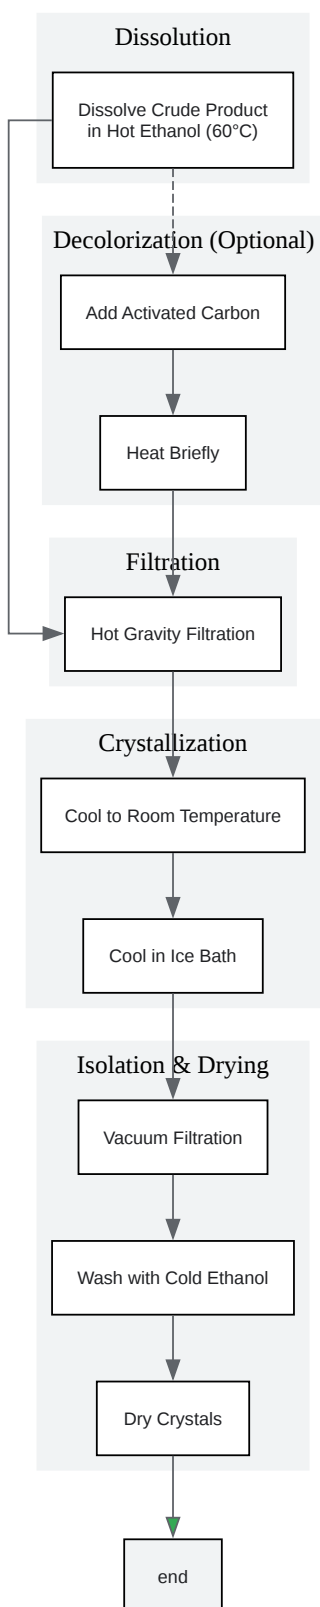 Dissolution
Dissolve Crude Product
in Hot Ethanol (60°C)
Decolorization (Optional)
Add Activated Carbon
Heat Briefly
Filtration
Hot Gravity Filtration
Crystallization
Cool to Room Temperature
Cool in Ice Bath
Isolation & Drying
Vacuum Filtration
Wash with Cold Ethanol
Dry Crystals
end